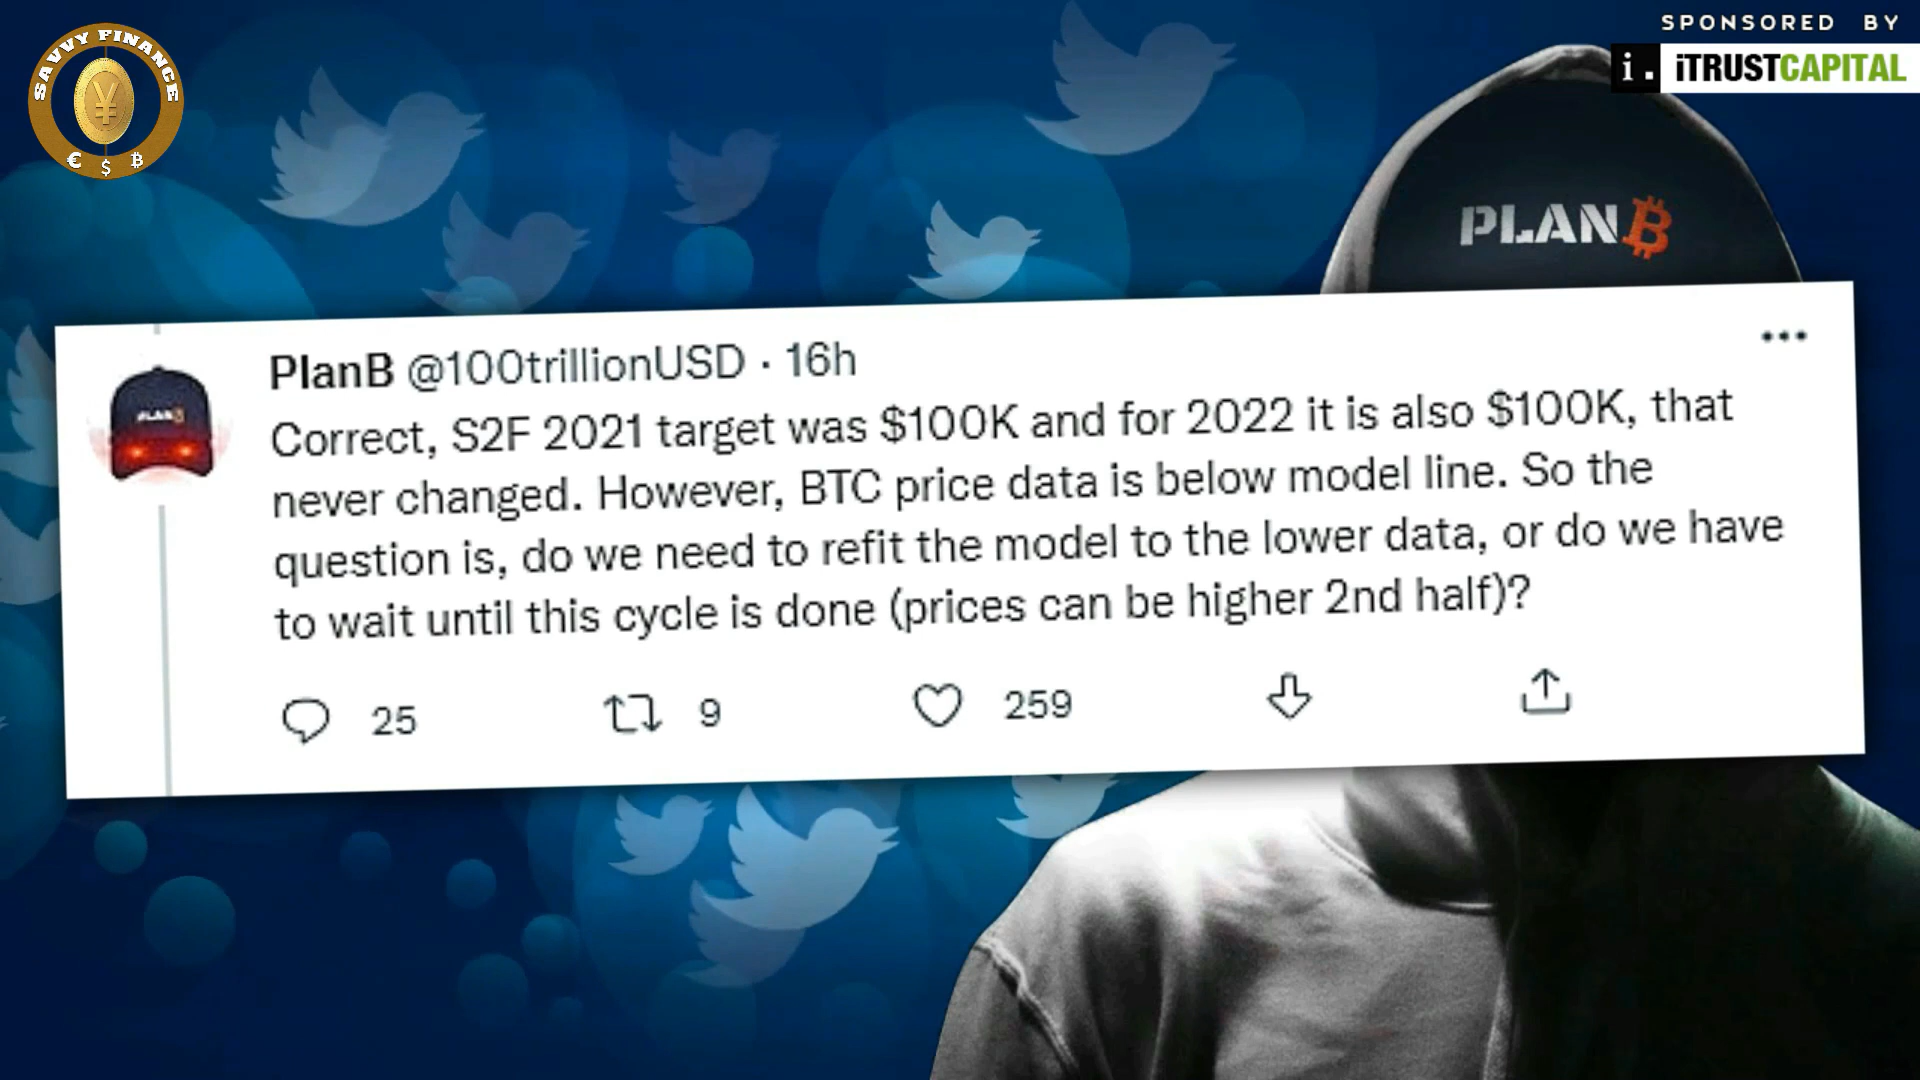 SAVVY FINANCE
¥
€ $ ₿
SPONSORED BY
i. iTRUSTCAPITAL
PLAN₿
PLAN₿
PlanB @100trillionUSD · 16h
Correct, S2F 2021 target was $100K and for 2022 it is also $100K, that
never changed. However, BTC price data is below model line. So the
question is, do we need to refit the model to the lower data, or do we have
to wait until this cycle is done (prices can be higher 2nd half)?
25 9 259